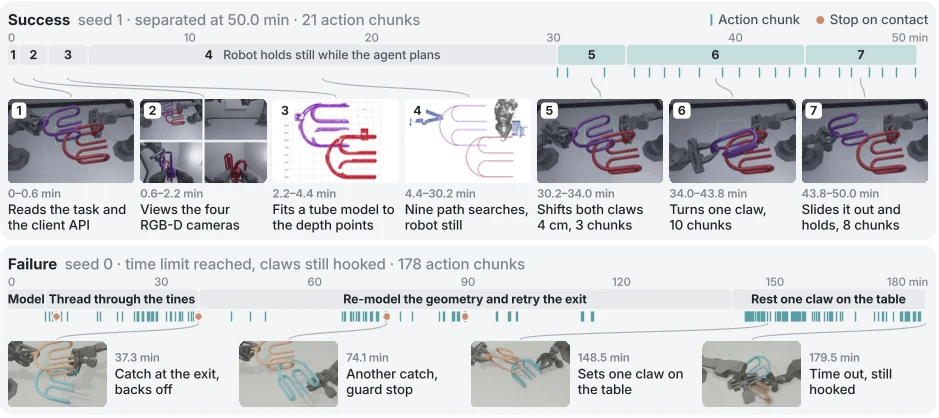 Success seed 1 · separated at 50.0 min · 21 action chunks
Action chunk
Stop on contact
0 10 20 30 40 50 min
1 2 3 4 Robot holds still while the agent plans 5 6 7
1 2 3 4 5 6 7
0–0.6 min
Reads the task and
the client API
0.6–2.2 min
Views the four
RGB-D cameras
2.2–4.4 min
Fits a tube model to
the depth points
4.4–30.2 min
Nine path searches,
robot still
30.2–34.0 min
Shifts both claws
4 cm, 3 chunks
34.0–43.8 min
Turns one claw,
10 chunks
43.8–50.0 min
Slides it out and
holds, 8 chunks
Failure seed 0 · time limit reached, claws still hooked · 178 action chunks
0 30 60 90 120 150 180 min
Model Thread through the tines Re-model the geometry and retry the exit Rest one claw on the table
37.3 min
Catch at the exit,
backs off
74.1 min
Another catch,
guard stop
148.5 min
Sets one claw on
the table
179.5 min
Time out, still
hooked